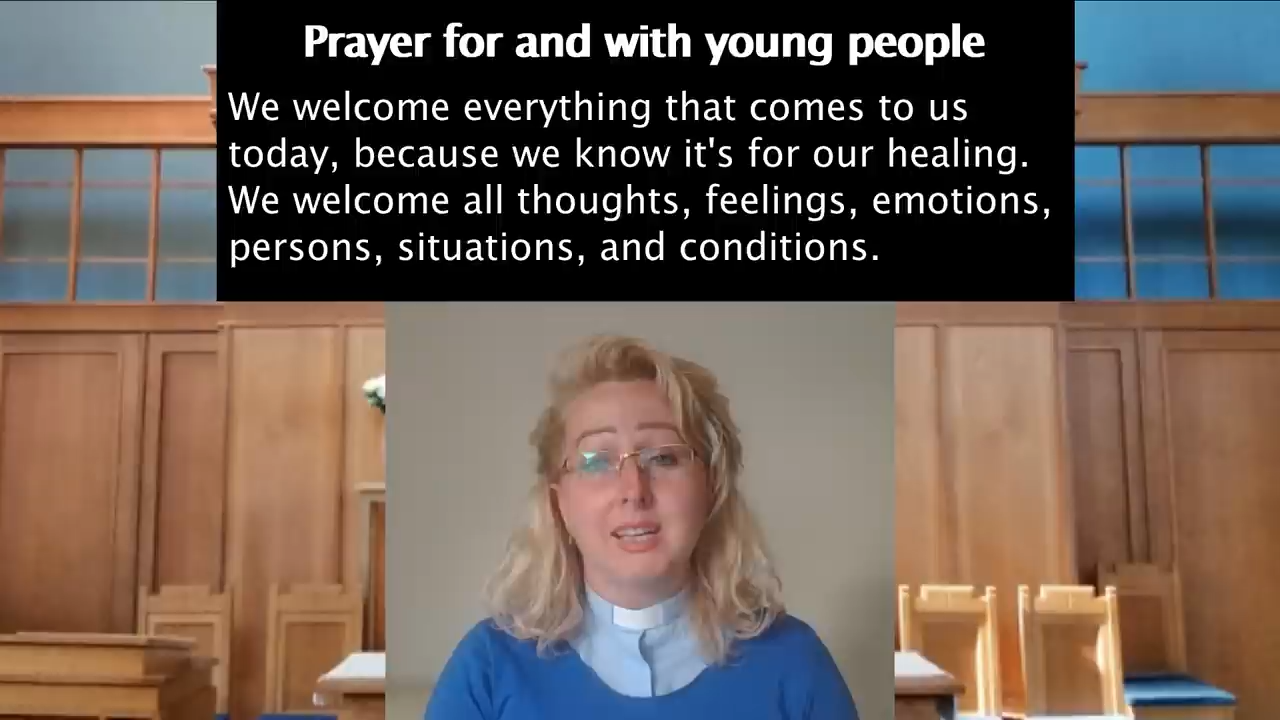 Prayer for and with young people
We welcome everything that comes to us
today, because we know it's for our healing.
We welcome all thoughts, feelings, emotions,
persons, situations, and conditions.